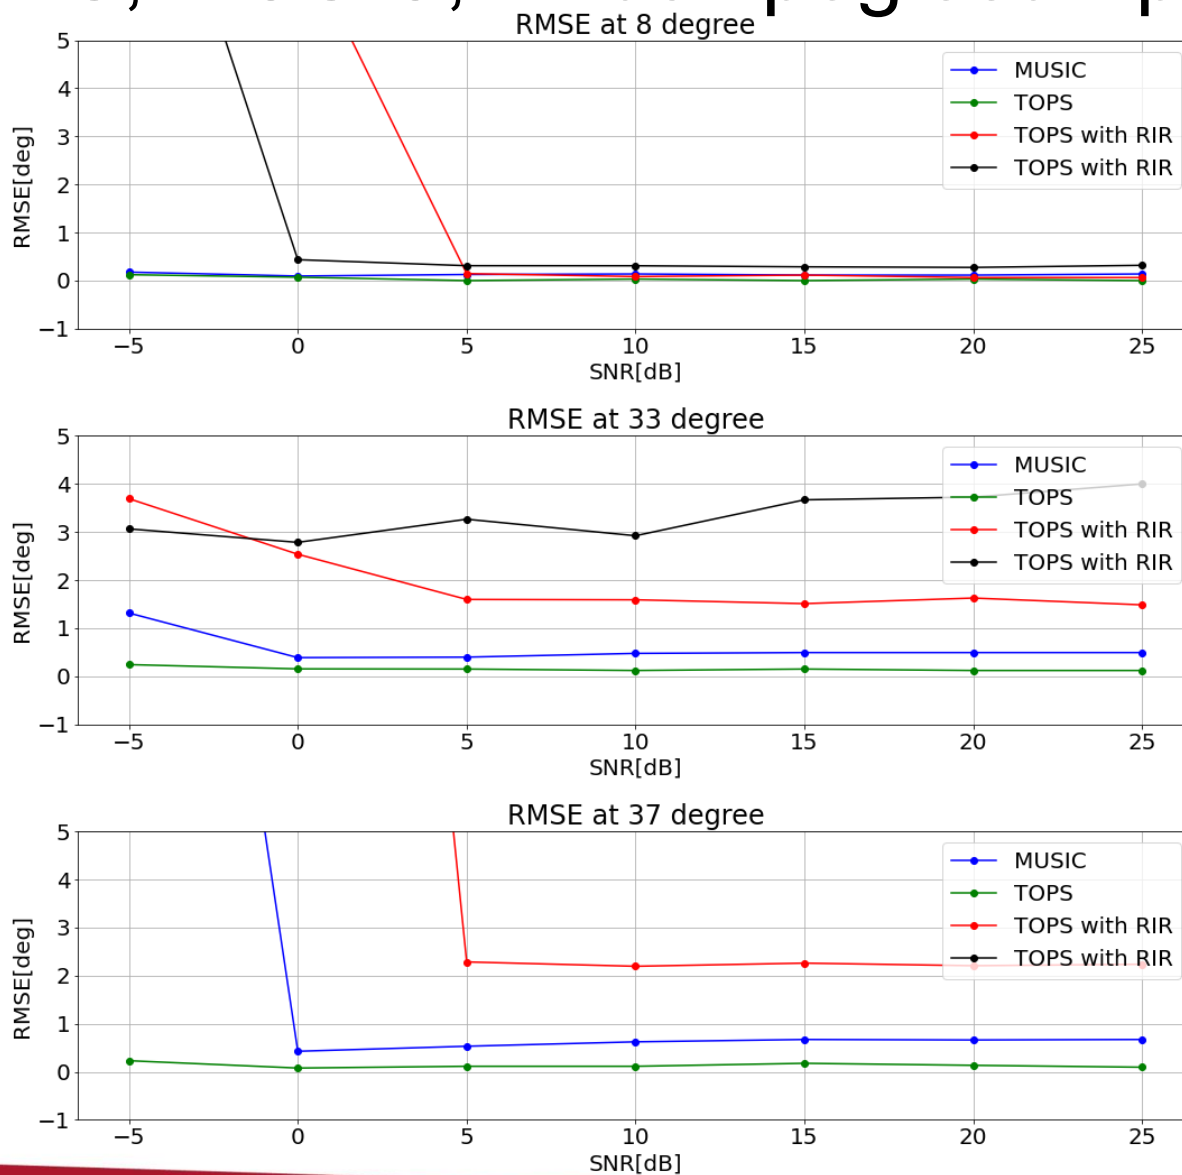 RMSE at 8 degree
5
4
3
2
1
0
−1
RMSE[deg]
MUSIC
TOPS
TOPS with RIR
TOPS with RIR
−5 0 5 10 15 20 25
SNR[dB]
RMSE at 33 degree
5
4
3
2
1
0
−1
RMSE[deg]
MUSIC
TOPS
TOPS with RIR
TOPS with RIR
−5 0 5 10 15 20 25
SNR[dB]
RMSE at 37 degree
5
4
3
2
1
0
−1
RMSE[deg]
MUSIC
TOPS
TOPS with RIR
TOPS with RIR
−5 0 5 10 15 20 25
SNR[dB]